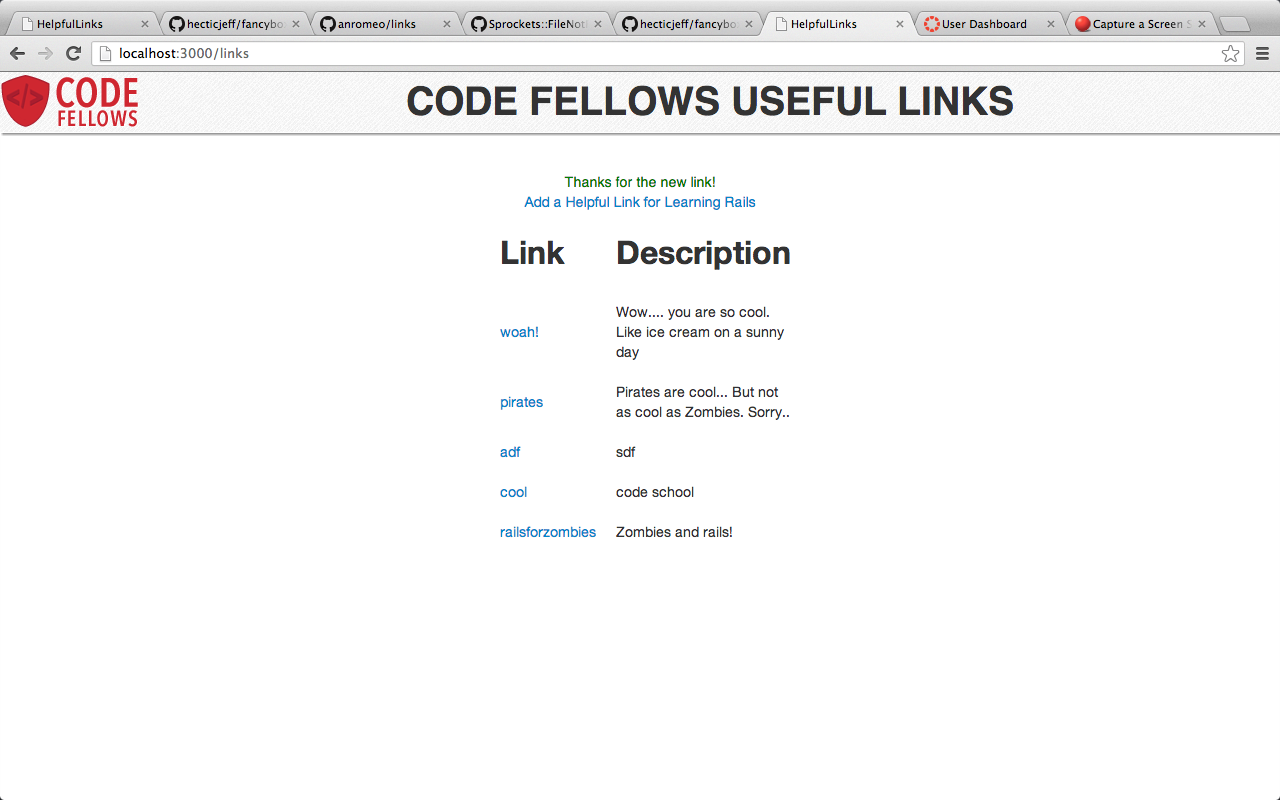 HelpfulLinks
hecticjeff/fancybo
anromeo/links
Sprockets::FileNot
hecticjeff/fancybo
HelpfulLinks
User Dashboard
Capture a Screen S
localhost:3000/links
</>
CODE
FELLOWS
CODE FELLOWS USEFUL LINKS
Thanks for the new link!
Add a Helpful Link for Learning Rails
Link Description
woah! Wow.... you are so cool.
Like ice cream on a sunny
day
pirates Pirates are cool... But not
as cool as Zombies. Sorry..
adf sdf
cool code school
railsforzombies Zombies and rails!